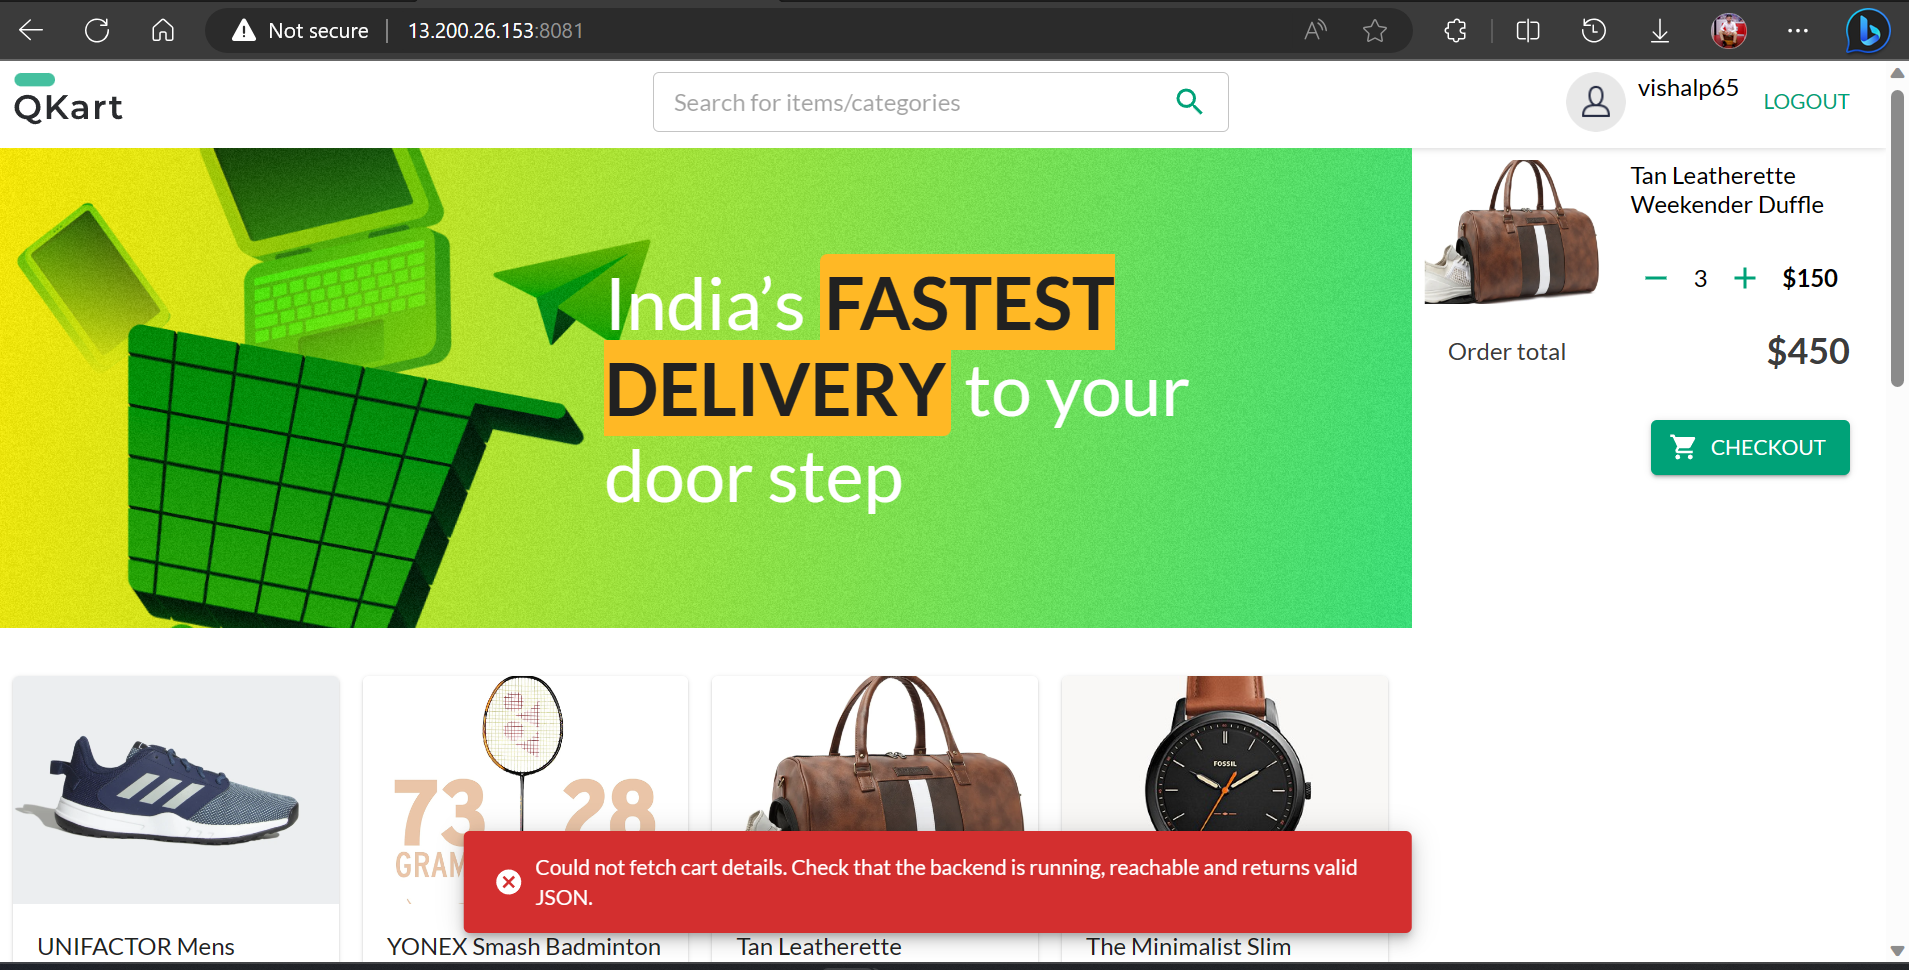 Not secure
13.200.26.153:8081
QKart
Search for items/categories
vishalp65
LOGOUT
India's FASTEST
DELIVERY to your
door step
Tan Leatherette
Weekender Duffle
3
$150
Order total
$450
CHECKOUT
73
28
GRAM
FOSSIL
Could not fetch cart details. Check that the backend is running, reachable and returns valid
JSON.
UNIFACTOR Mens
YONEX Smash Badminton
Tan Leatherette
The Minimalist Slim